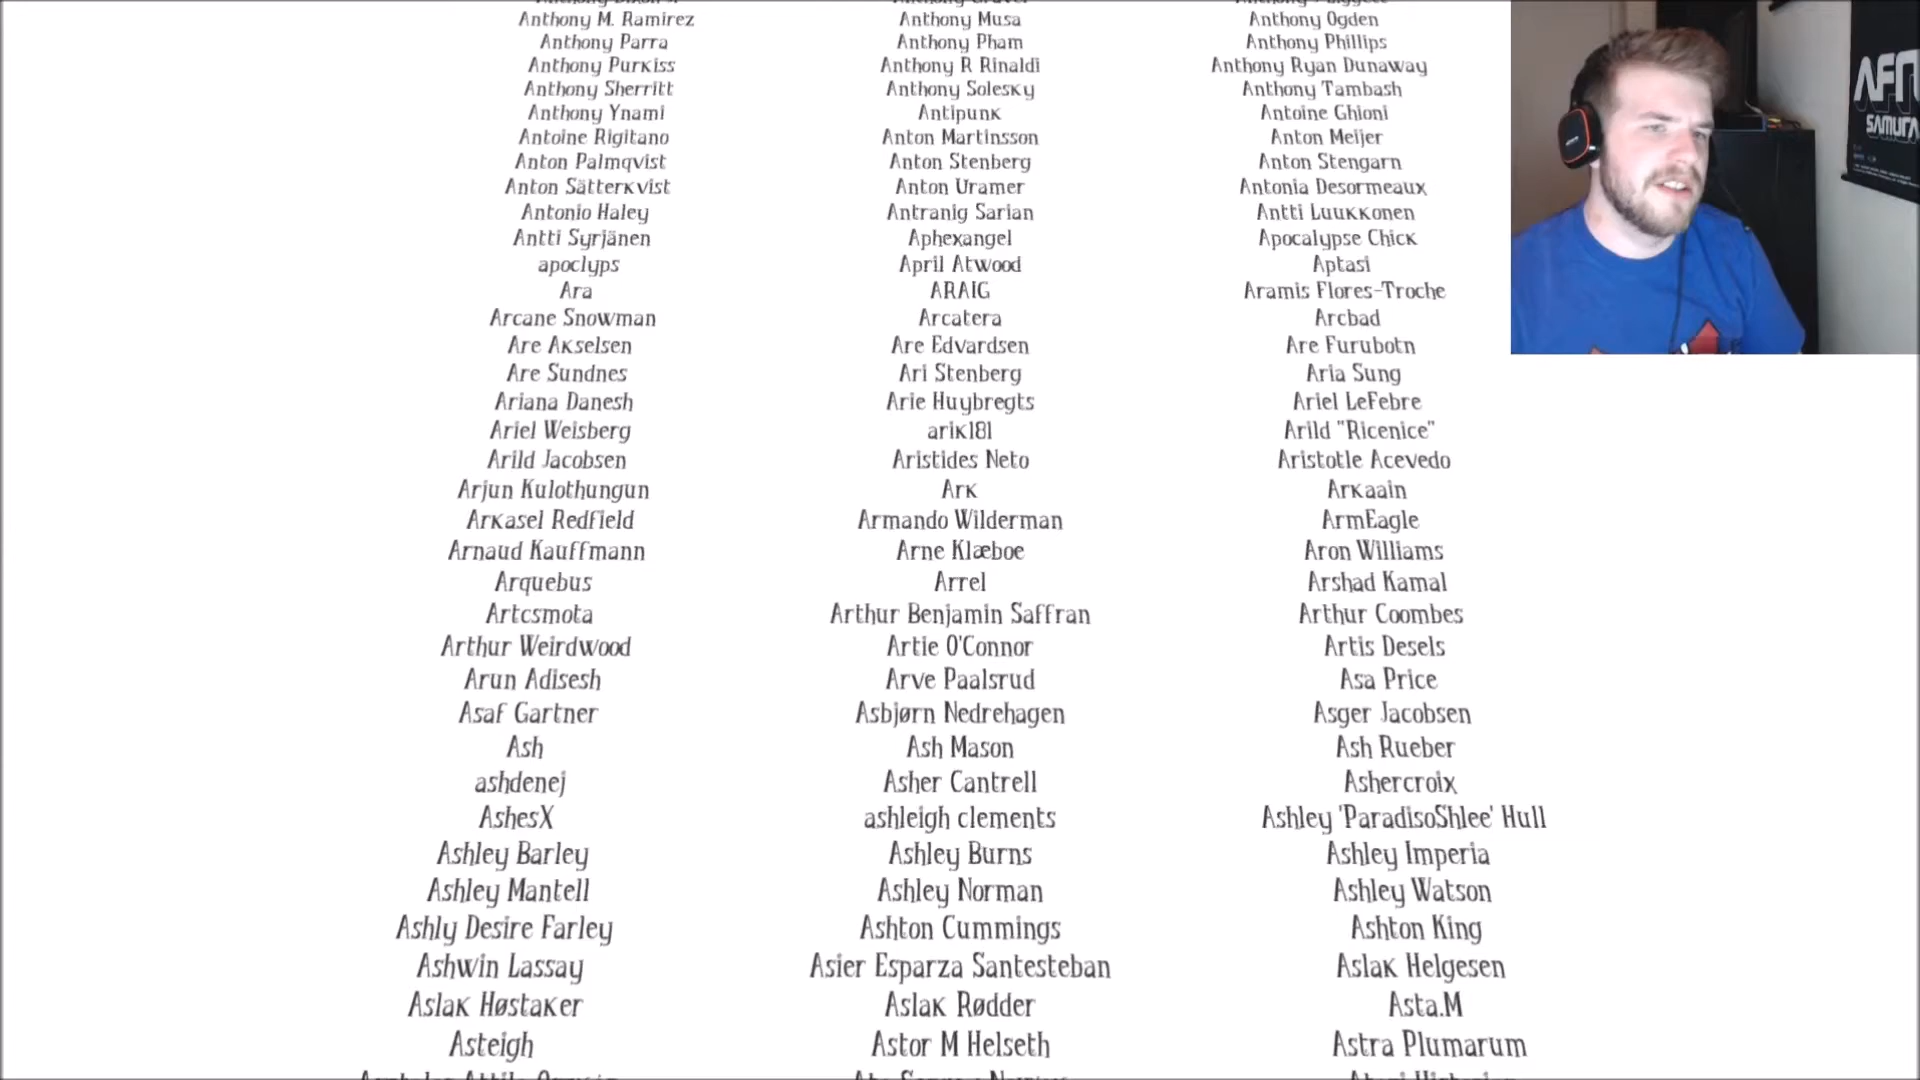 Anthony M. Ramirez Anthony Musa Anthony Ogden
Anthony Parra Anthony Pham Anthony Phillips
Anthony Purkiss Anthony R Rinaldi Anthony Ryan Dunaway
Anthony Sherritt Anthony Solesky Anthony Tambash
Anthony Ynami Antipunk Antoine Ghioni
Antoine Rigitano Anton Martinsson Anton Meijer
Anton Palmqvist Anton Stenberg Anton Stengarn
Anton Sätterkvist Anton Uramer Antonia Desormeaux
Antonio Haley Antranig Sarian Antti Luukkonen
Antti Syrjänen Aphexangel Apocalypse Chick
apoclyps April Atwood Aptasi
Ara ARAIG Aramis Flores-Troche
Arcane Snowman Arcatera Arcbad
Are Akselsen Are Edvardsen Are Furubotn
Are Sundnes Ari Stenberg Aria Sung
Ariana Danesh Arie Huybregts Ariel LeFebre
Ariel Weisberg arik181 Arild "Ricenice"
Arild Jacobsen Aristides Neto Aristotle Acevedo
Arjun Kulothungun Ark Arkaain
Arkasel Redfield Armando Wilderman ArmEagle
Arnaud Kauffmann Arne Klæboe Aron Williams
Arquebus Arrel Arshad Kamal
Artcsmota Arthur Benjamin Saffran Arthur Coombes
Arthur Weirdwood Artie O'Connor Artis Desels
Arun Adisesh Arve Paalsrud Asa Price
Asaf Gartner Asbjørn Nedrehagen Asger Jacobsen
Ash Ash Mason Ash Rueber
ashdenej Asher Cantrell Ashercroix
AshesX ashleigh clements Ashley 'ParadisoShlee' Hull
Ashley Barley Ashley Burns Ashley Imperia
Ashley Mantell Ashley Norman Ashley Watson
Ashly Desire Farley Ashton Cummings Ashton King
Ashwin Lassay Asier Esparza Santesteban Aslak Helgesen
Aslak Høstaker Aslak Rødder Asta.M
Asteigh Astor M Helseth Astra Plumarum